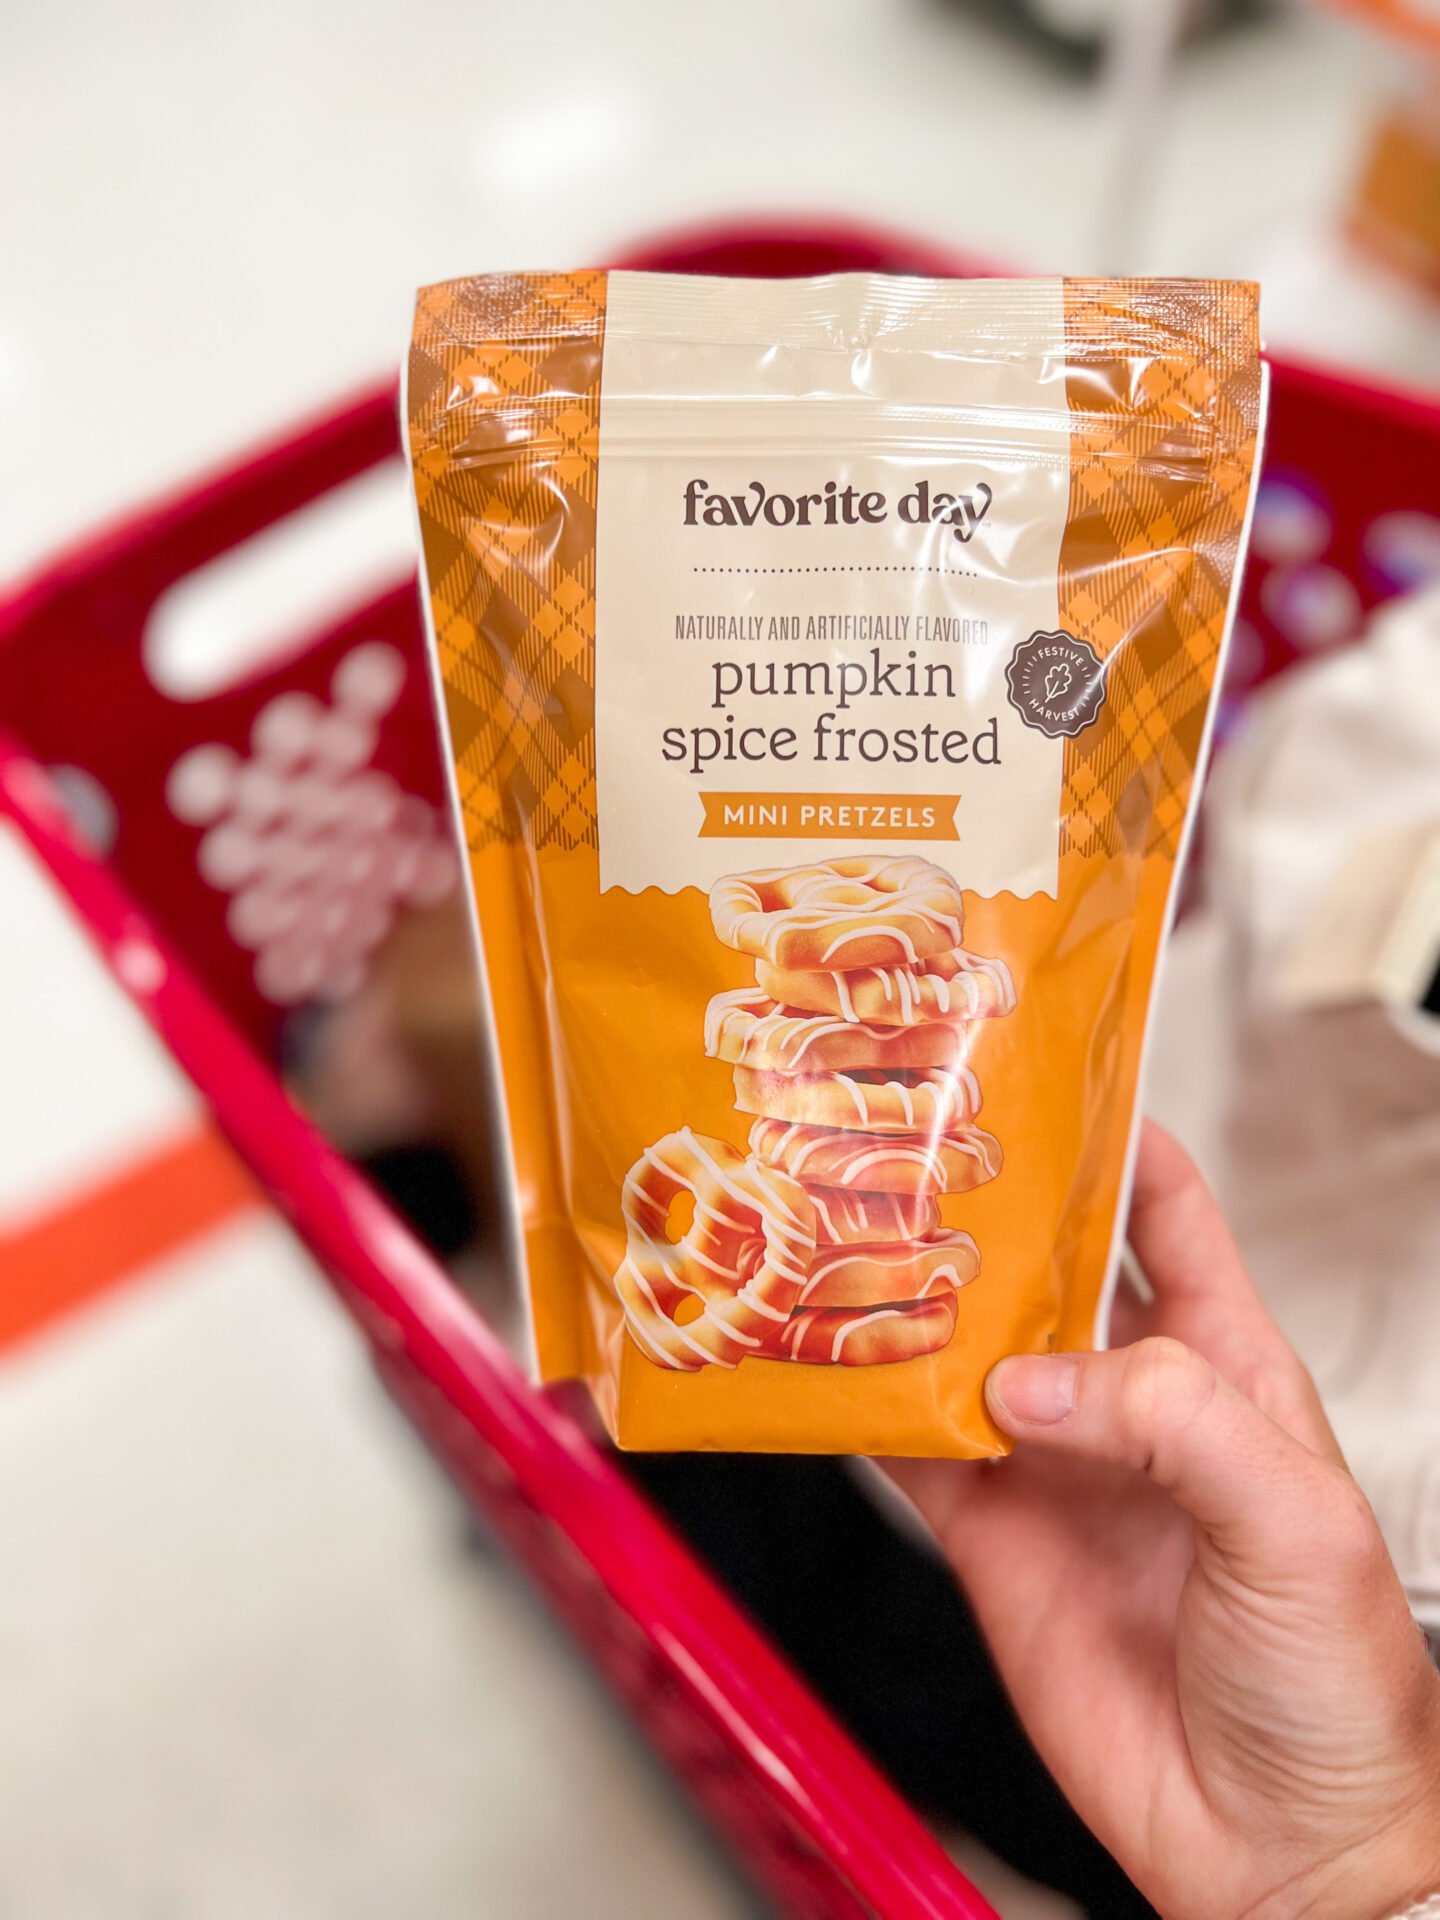 favorite day
NATURALLY AND ARTIFICIALLY FLAVORED
pumpkin
spice frosted
FESTIVE
HARVEST
MINI PRETZELS